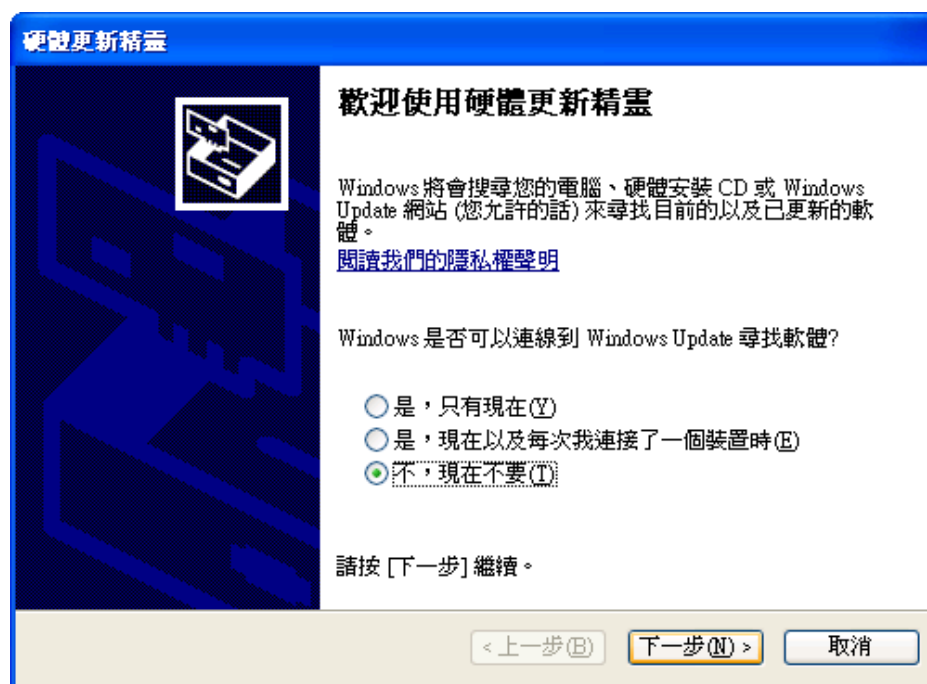 硬體更新精靈
歡迎使用硬體更新精靈
Windows 將會搜尋您的電腦、硬體安裝 CD 或 Windows
Update 網站 (您允許的話) 來尋找目前的以及已更新的軟
體。
閱讀我們的隱私權聲明
Windows 是否可以連線到 Windows Update 尋找軟體?
是，只有現在(Y)
是，現在以及每次我連接了一個裝置時(E)
不，現在不要(T)
請按 [下一步] 繼續。
< 上一步(B)
下一步(N) >
取消